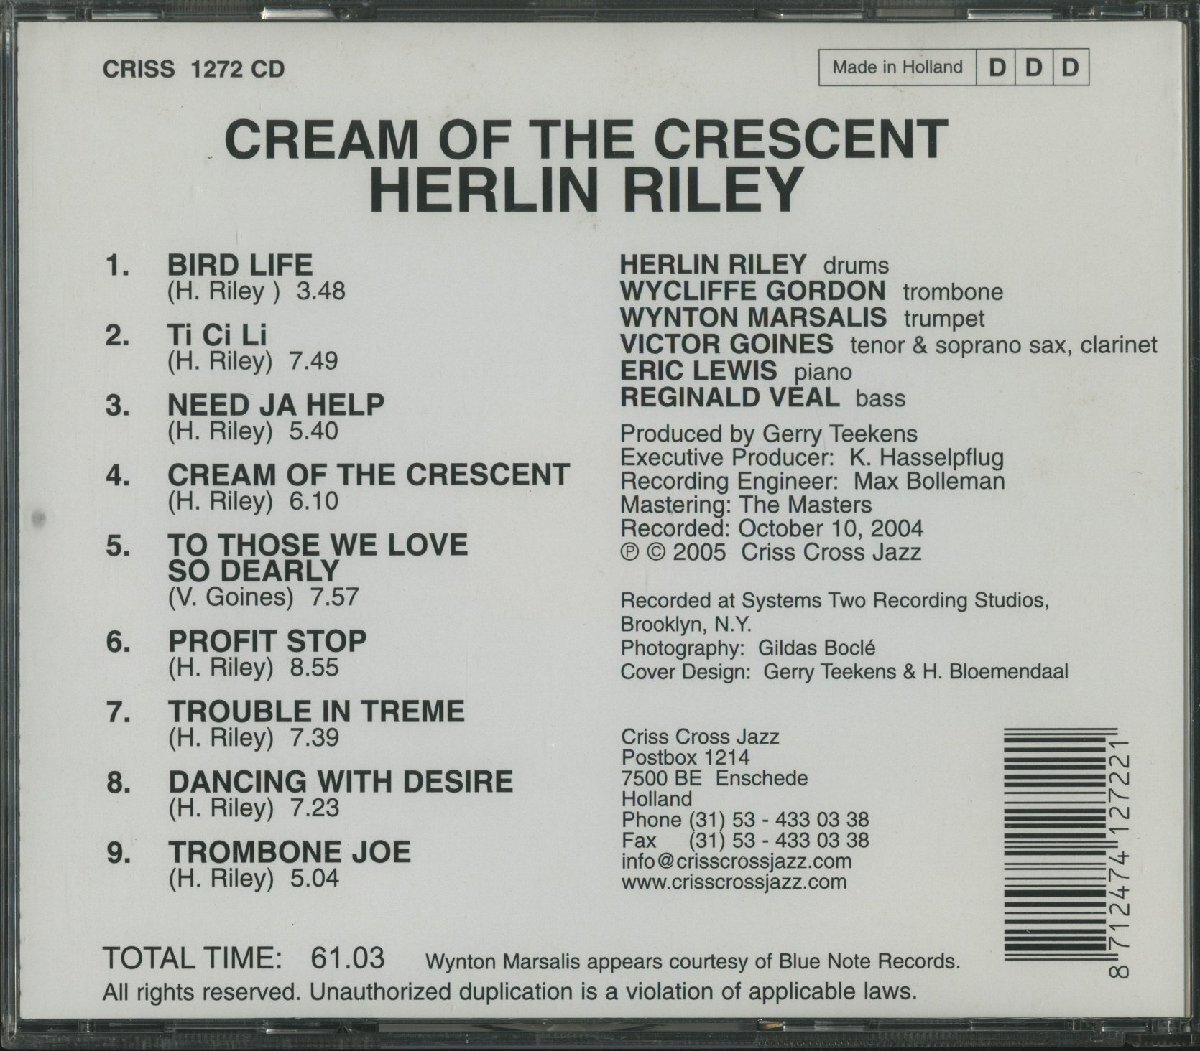 CRISS 1272 CD
Made in Holland D D D
CREAM OF THE CRESCENT
HERLIN RILEY
1. BIRD LIFE
(H. Riley ) 3.48
2. Ti Ci Li
(H. Riley) 7.49
3. NEED JA HELP
(H. Riley) 5.40
4. CREAM OF THE CRESCENT
(H. Riley) 6.10
5. TO THOSE WE LOVE
SO DEARLY
(V. Goines) 7.57
6. PROFIT STOP
(H. Riley) 8.55
7. TROUBLE IN TREME
(H. Riley) 7.39
8. DANCING WITH DESIRE
(H. Riley) 7.23
9. TROMBONE JOE
(H. Riley) 5.04
HERLIN RILEY drums
WYCLIFFE GORDON trombone
WYNTON MARSALIS trumpet
VICTOR GOINES tenor & soprano sax, clarinet
ERIC LEWIS piano
REGINALD VEAL bass
Produced by Gerry Teekens
Executive Producer: K. Hasselpflug
Recording Engineer: Max Bolleman
Mastering: The Masters
Recorded: October 10, 2004
℗ © 2005 Criss Cross Jazz
Recorded at Systems Two Recording Studios,
Brooklyn, N.Y.
Photography: Gildas Boclé
Cover Design: Gerry Teekens & H. Bloemendaal
Criss Cross Jazz
Postbox 1214
7500 BE Enschede
Holland
Phone (31) 53 - 433 03 38
Fax (31) 53 - 433 03 38
info@crisscrossjazz.com
www.crisscrossjazz.com
8 712474 127221
TOTAL TIME: 61.03 Wynton Marsalis appears courtesy of Blue Note Records.
All rights reserved. Unauthorized duplication is a violation of applicable laws.